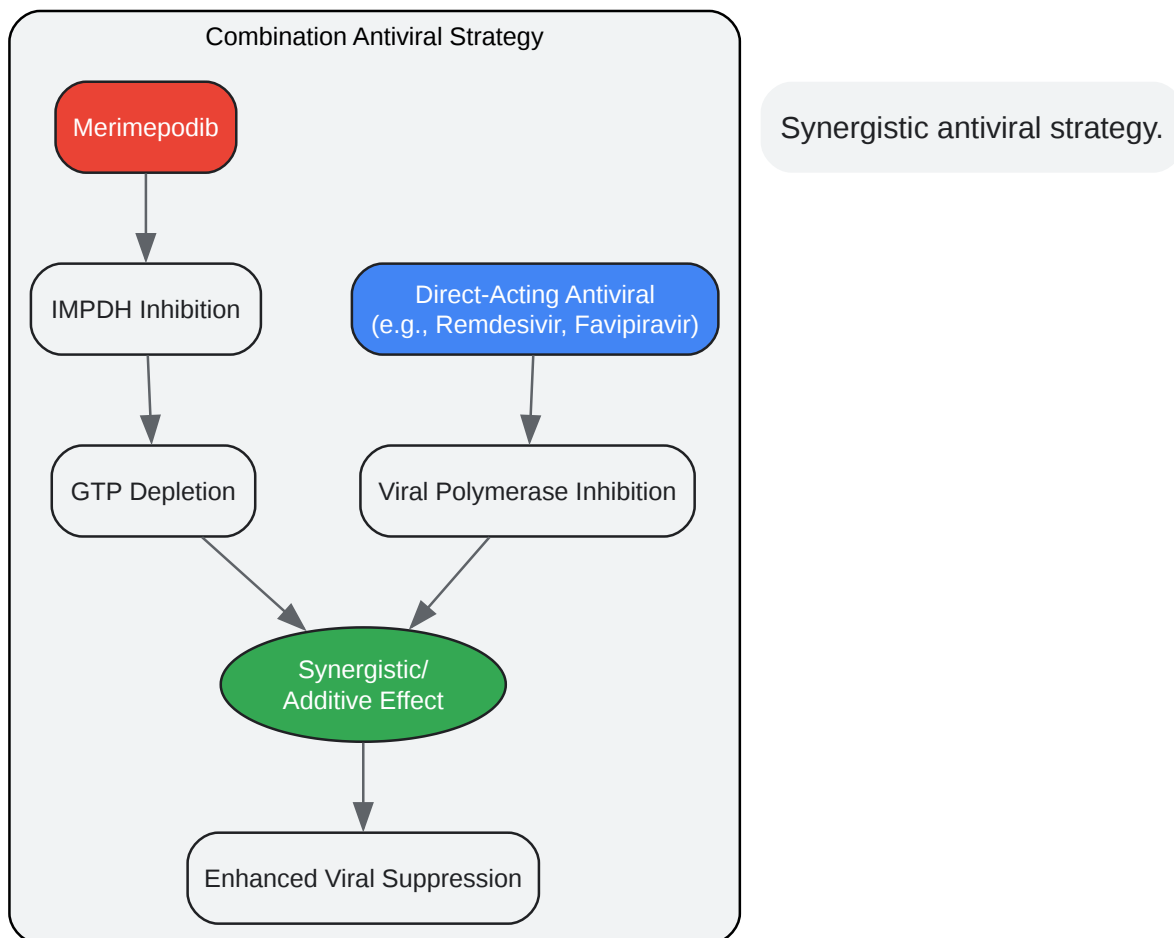 Combination Antiviral Strategy
Merimepodib
Synergistic antiviral strategy.
IMPDH Inhibition
Direct-Acting Antiviral
(e.g., Remdesivir, Favipiravir)
GTP Depletion
Viral Polymerase Inhibition
Synergistic/
Additive Effect
Enhanced Viral Suppression